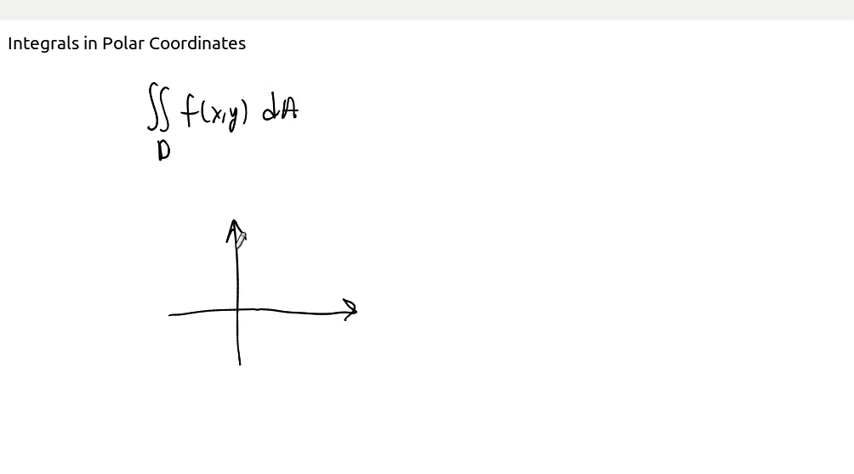 Integrals in Polar Coordinates
∬ f(x,y) dA
D